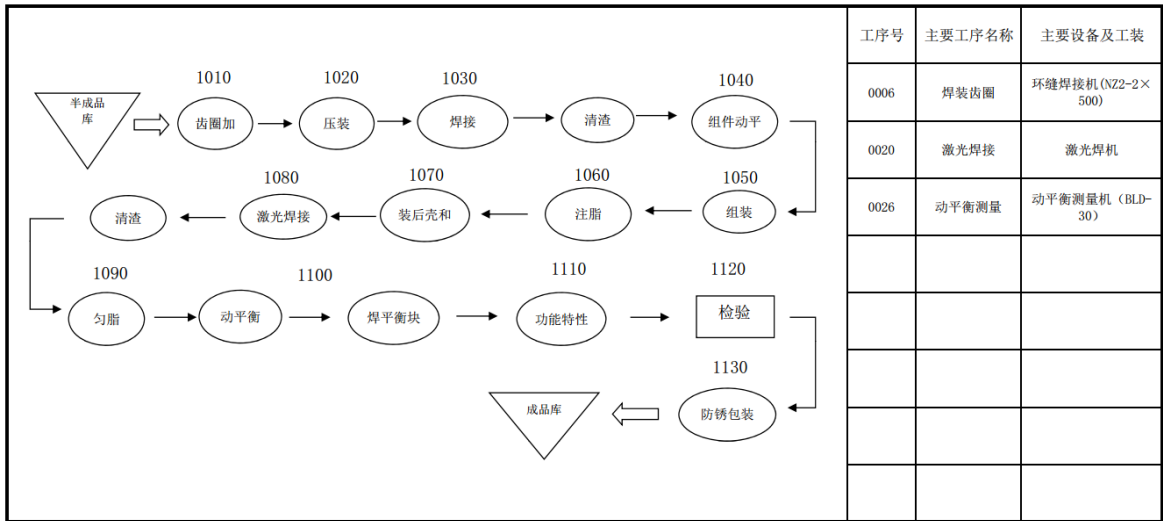 工序号 主要工序名称 主要设备及工装
0006 焊装齿圈 环缝焊接机(NZ2-2×
500)
0020 激光焊接 激光焊机
0026 动平衡测量 动平衡测量机（BLD-
30）
1010 1020 1030 1040
半成品
库
齿圈加 压装 焊接 清渣 组件动平
1080 1070 1060 1050
清渣 激光焊接 装后壳和 注脂 组装
1090 1100 1110 1120
匀脂 动平衡 焊平衡块 功能特性 检验
1130
成品库 防锈包装